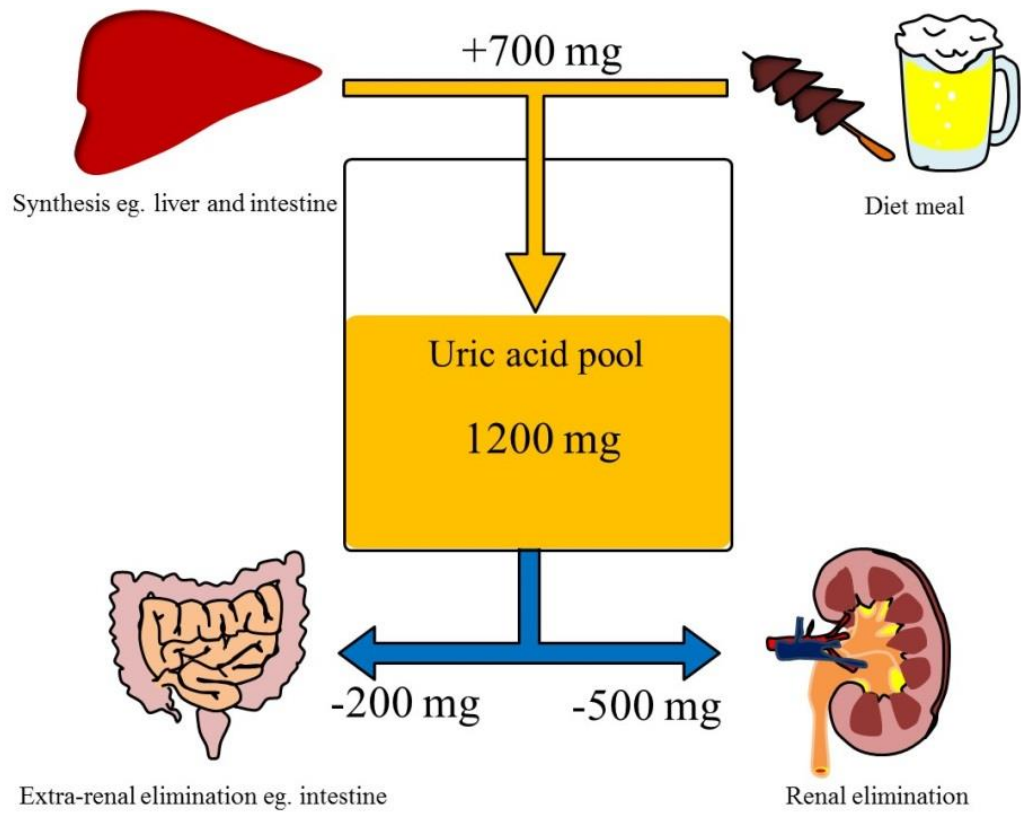 +700 mg
Synthesis eg. liver and intestine
Diet meal
Uric acid pool
1200 mg
-200 mg
-500 mg
Extra-renal elimination eg. intestine
Renal elimination